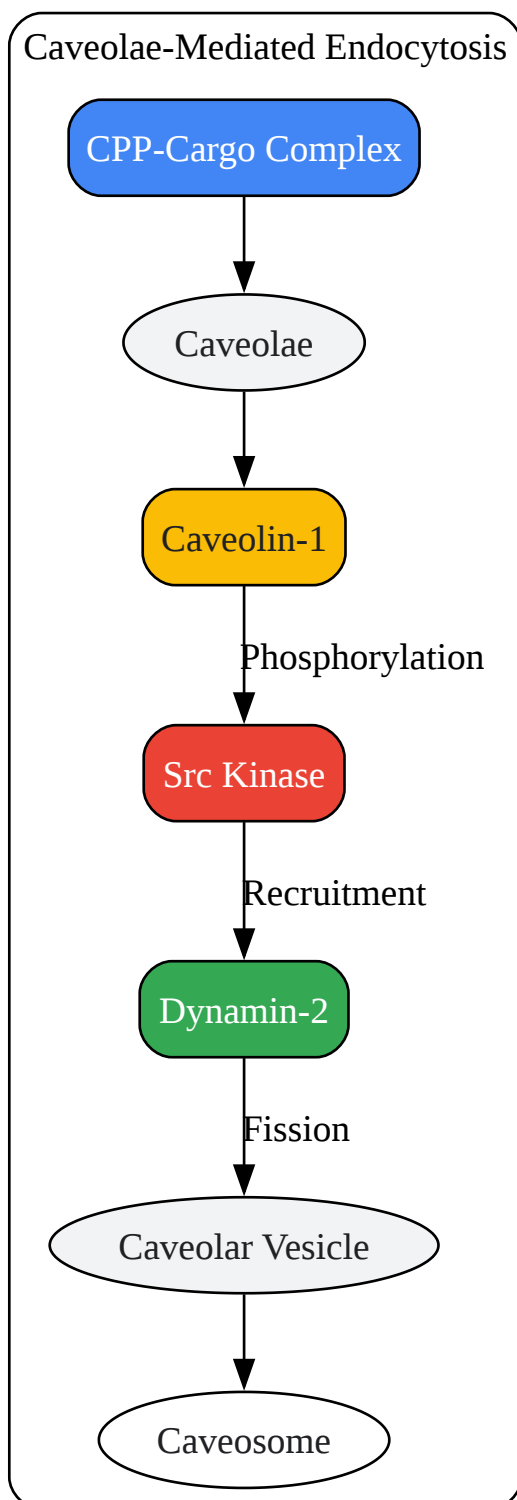 Caveolae-Mediated Endocytosis
CPP-Cargo Complex
Caveolae
Caveolin-1
Phosphorylation
Src Kinase
Recruitment
Dynamin-2
Fission
Caveolar Vesicle
Caveosome